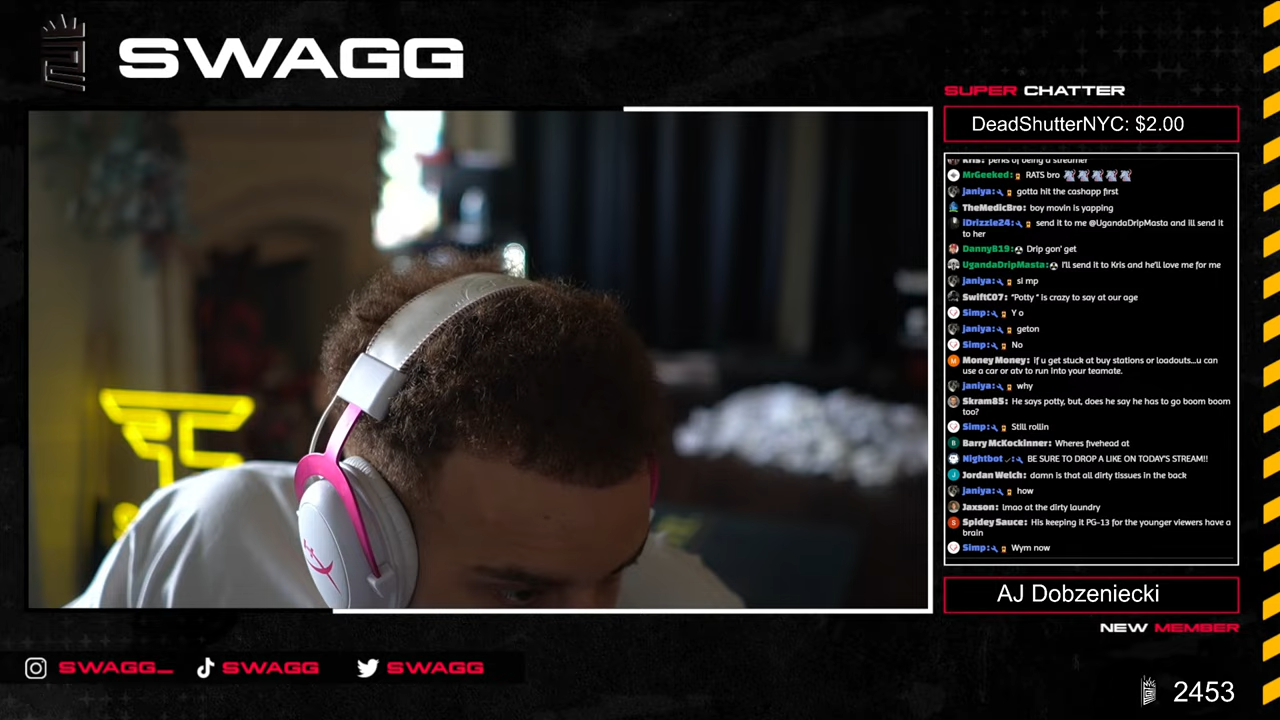 SWAGG
SUPER CHATTER
DeadShutterNYC: $2.00
Kris: perks of being a streamer
MrGeeked: RATS bro
Janiya: gotta hit the cashapp first
TheMedicBro: boy movin is yapping
iDrizzle24: send it to me @UgandaDripMasta and ill send it
to her
DannyB19: Drip gon' get
UgandaDripMasta: I'll send it to Kris and he'll love me for me
Janiya: si mp
SwiftC07: "Potty " is crazy to say at our age
Simp: Y o
Janiya: geton
Simp: No
Money Money: If u get stuck at buy stations or loadouts...u can
use a car or atv to run into your teamate.
Janiya: why
Skram85: He says potty, but, does he say he has to go boom boom
too?
Simp: Still rollin
Barry McKockinner: Wheres fivehead at
Nightbot: BE SURE TO DROP A LIKE ON TODAY'S STREAM!!
Jordan Welch: damn is that all dirty tissues in the back
Janiya: how
Jaxson: lmao at the dirty laundry
Spidey Sauce: His keeping it PG-13 for the younger viewers have a
brain
Simp: Wym now
AJ Dobzeniecki
NEW MEMBER
SWAGG_ SWAGG SWAGG
2453